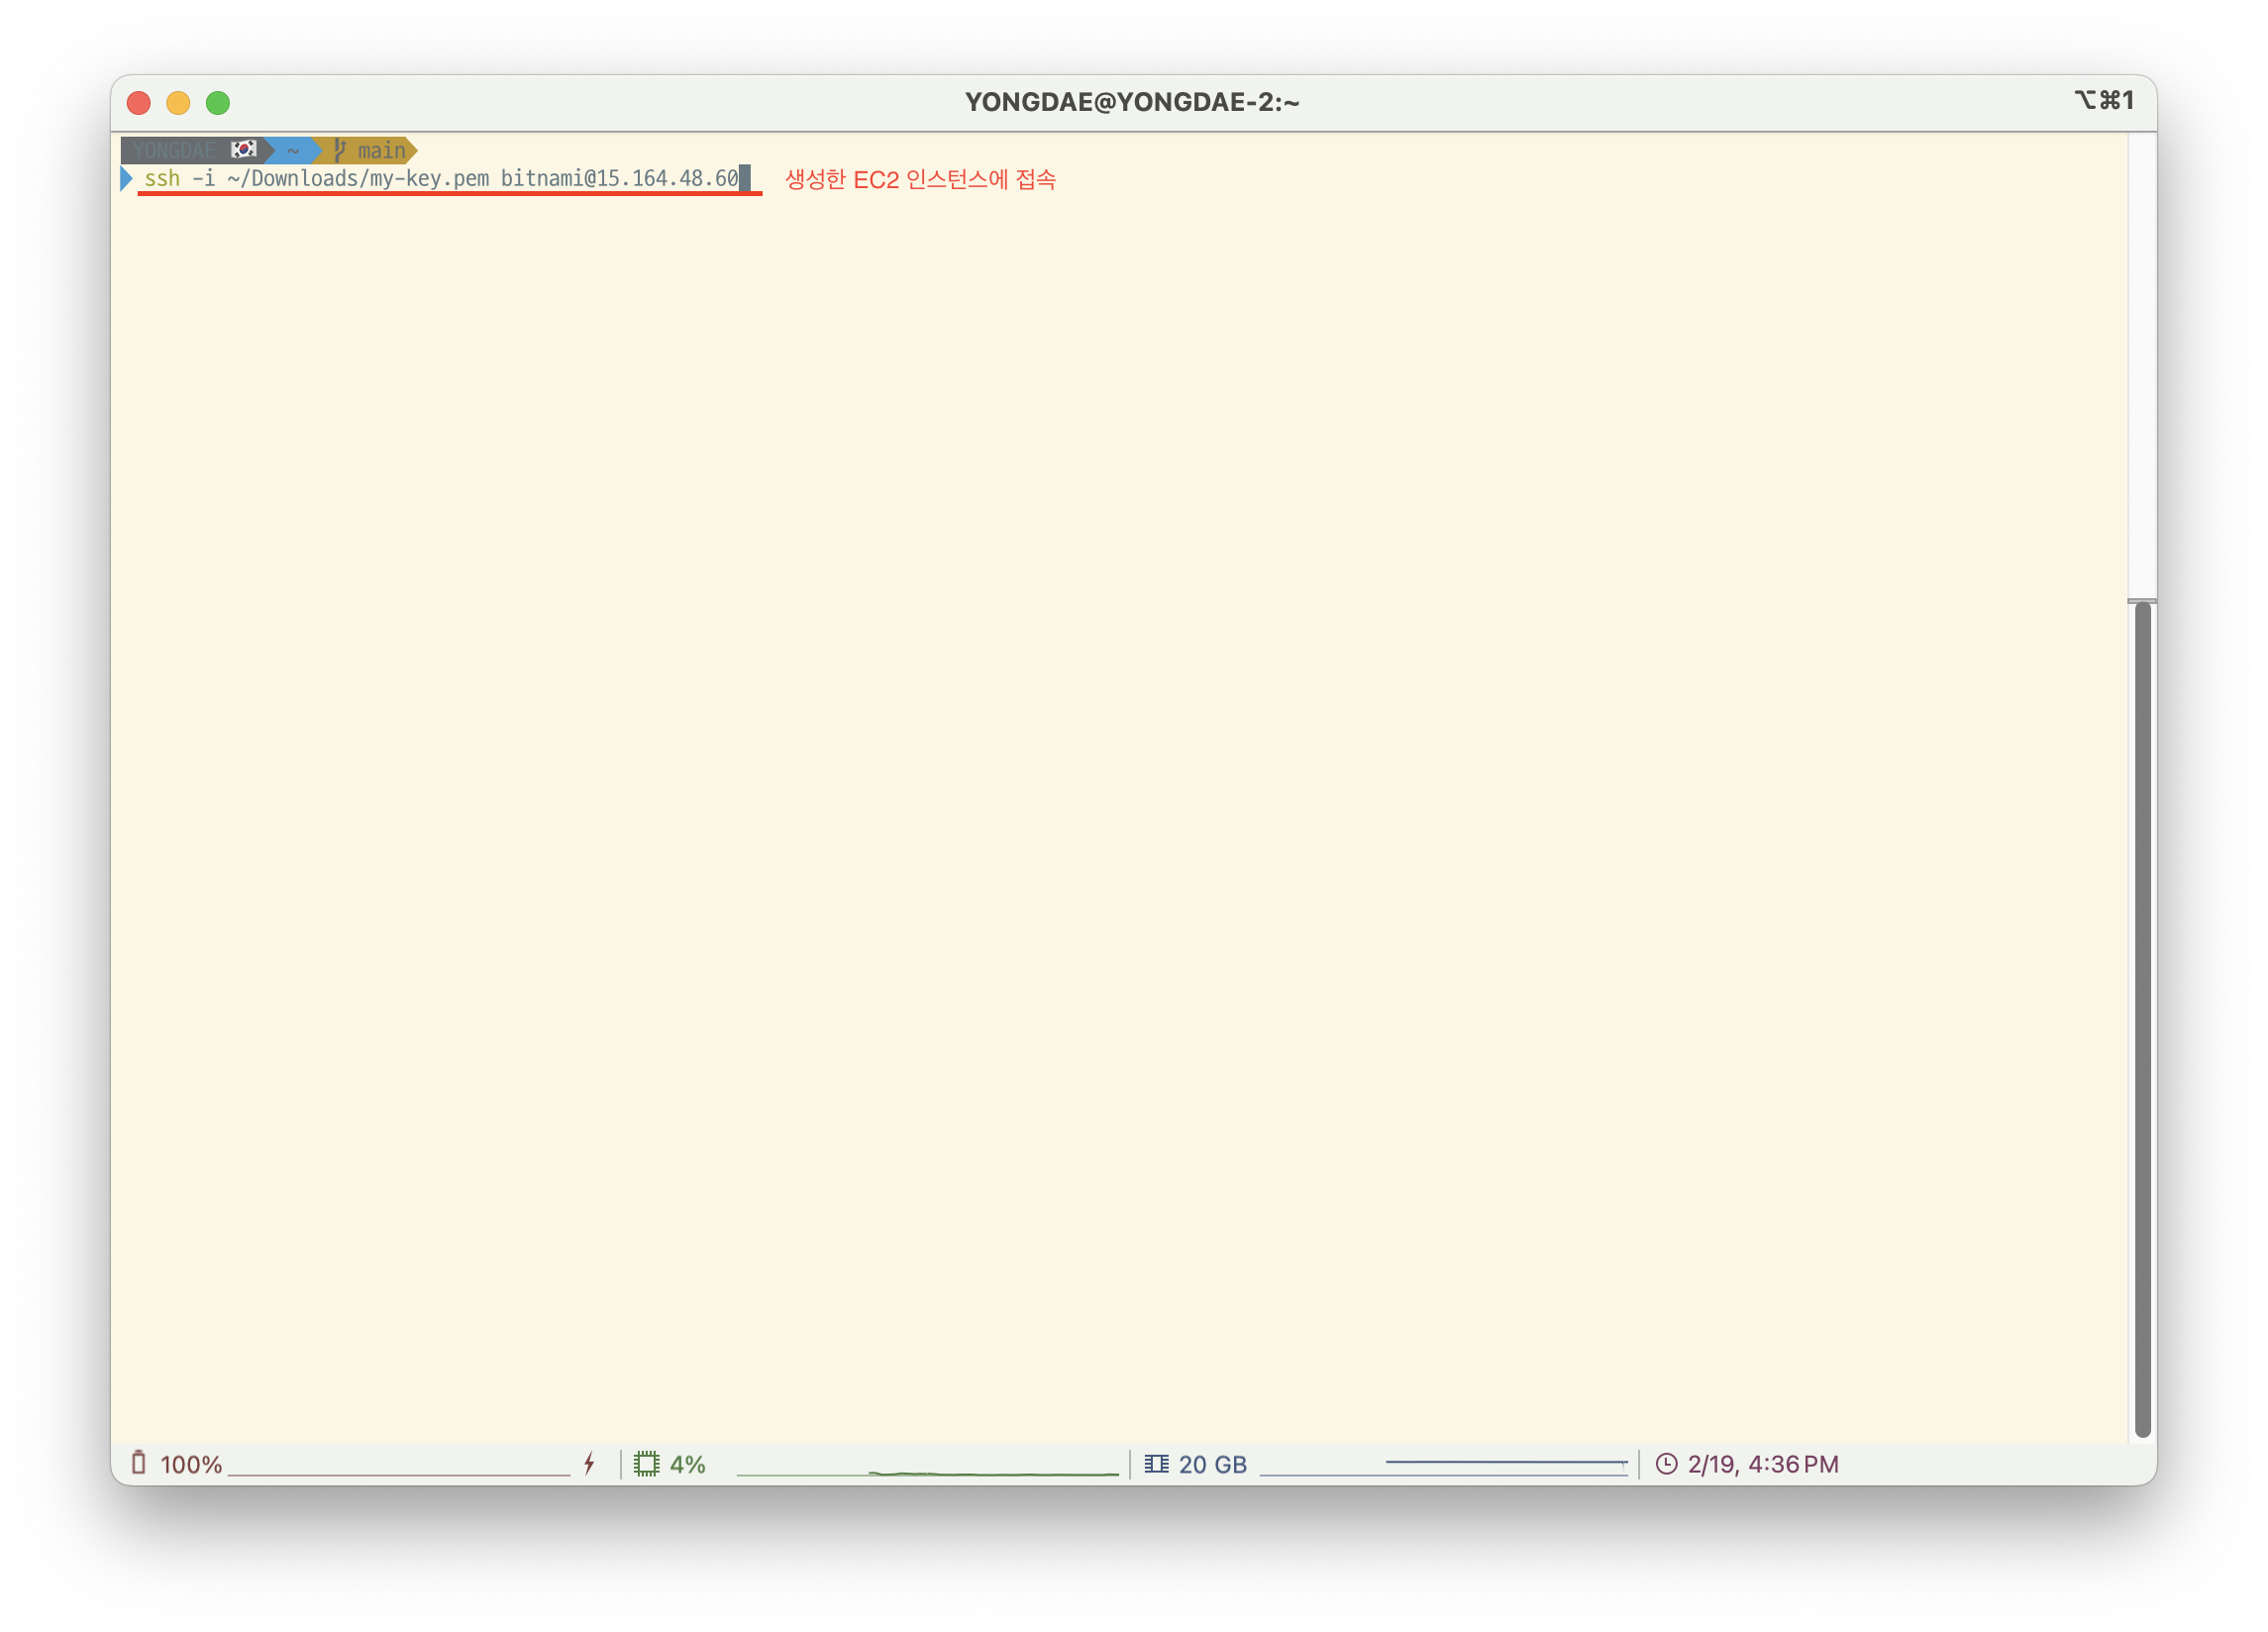 YONGDAE@YONGDAE-2:~
⌥⌘1
YONGDAE 🇰🇷 ~ main
ssh -i ~/Downloads/my-key.pem bitnami@15.164.48.60 생성한 EC2 인스턴스에 접속
100% 4% 20 GB 2/19, 4:36 PM